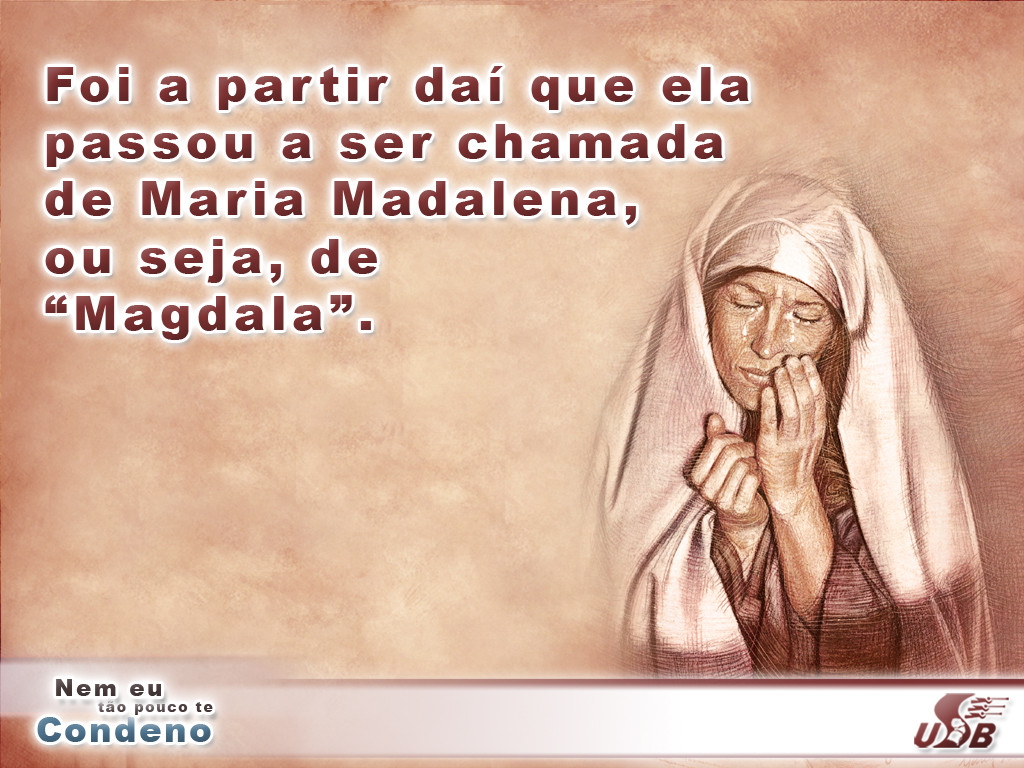 Foi a partir daí que ela
passou a ser chamada
de Maria Madalena,
ou seja, de
“Magdala”.
Nem eu
tão pouco te
Condeno
USB